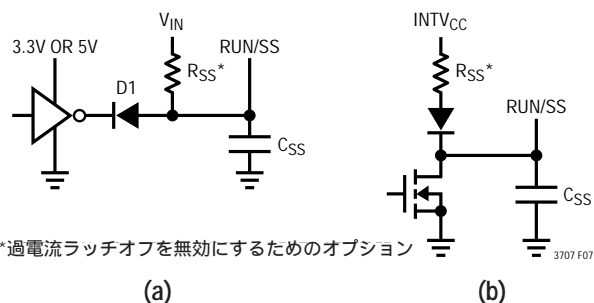 3.3V OR 5V
D1
VIN
RSS*
RUN/SS
CSS
INTVCC
RSS*
RUN/SS
CSS
*過電流ラッチオフを無効にするためのオプション
3707 F07
(a)
(b)